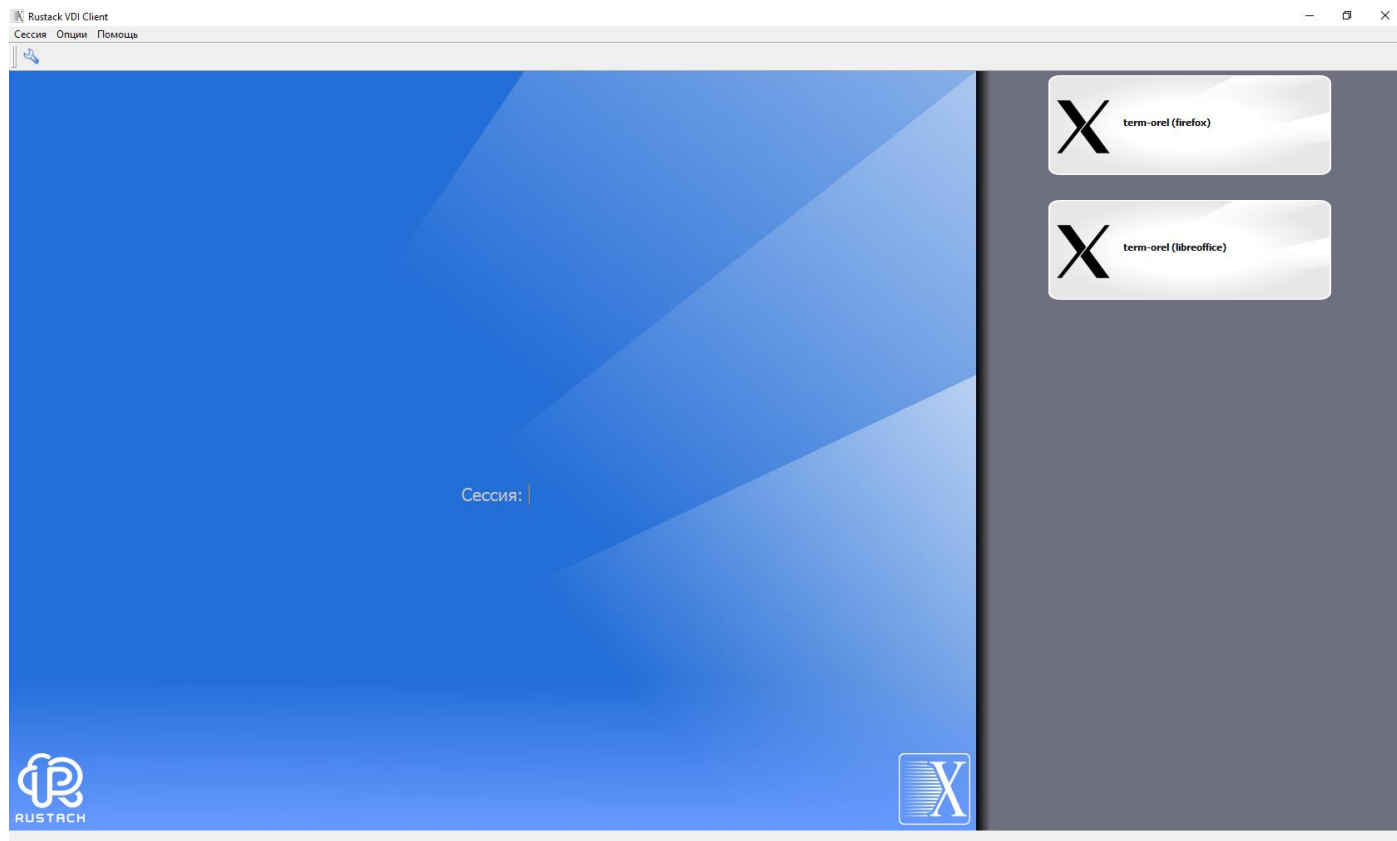 Rustack VDI Client
Сессия Опции Помощь
term-orel (firefox)
term-orel (libreoffice)
Сессия:
RUSTACK
X